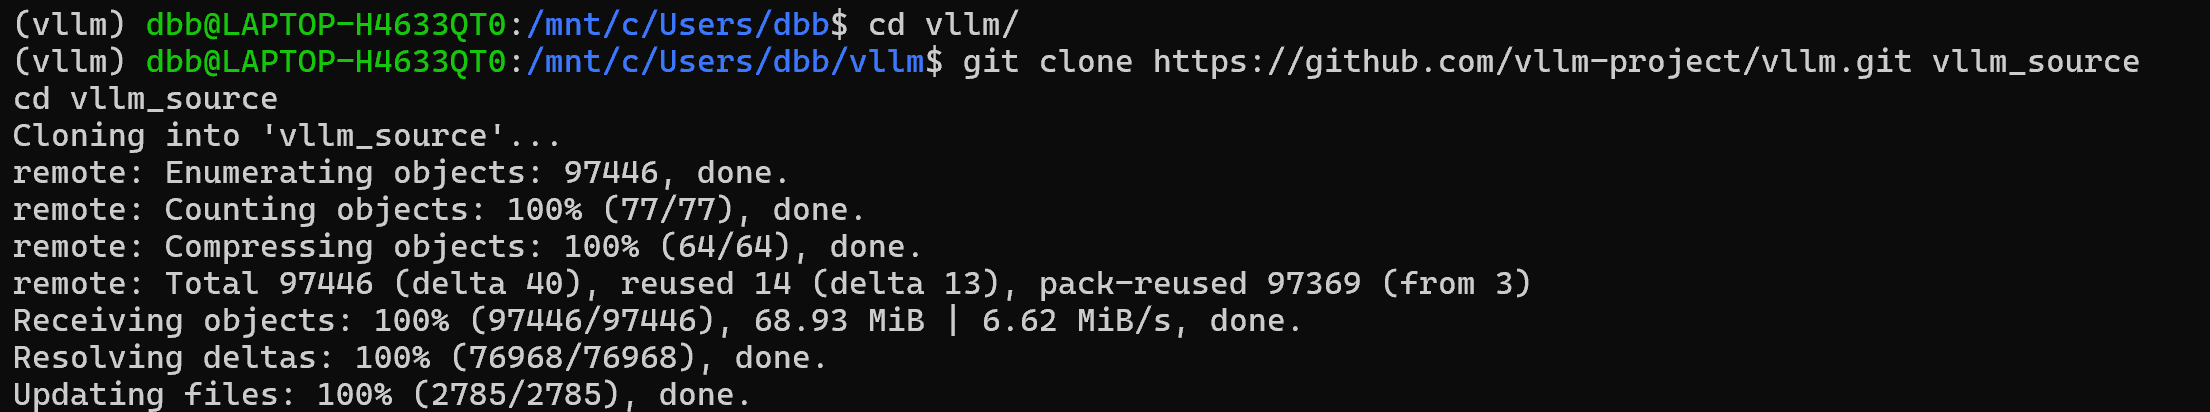 (vllm) dbb@LAPTOP-H4633QT0:/mnt/c/Users/dbb$ cd vllm/
(vllm) dbb@LAPTOP-H4633QT0:/mnt/c/Users/dbb/vllm$ git clone https://github.com/vllm-project/vllm.git vllm_source
cd vllm_source
Cloning into 'vllm_source'...
remote: Enumerating objects: 97446, done.
remote: Counting objects: 100% (77/77), done.
remote: Compressing objects: 100% (64/64), done.
remote: Total 97446 (delta 40), reused 14 (delta 13), pack-reused 97369 (from 3)
Receiving objects: 100% (97446/97446), 68.93 MiB | 6.62 MiB/s, done.
Resolving deltas: 100% (76968/76968), done.
Updating files: 100% (2785/2785), done.